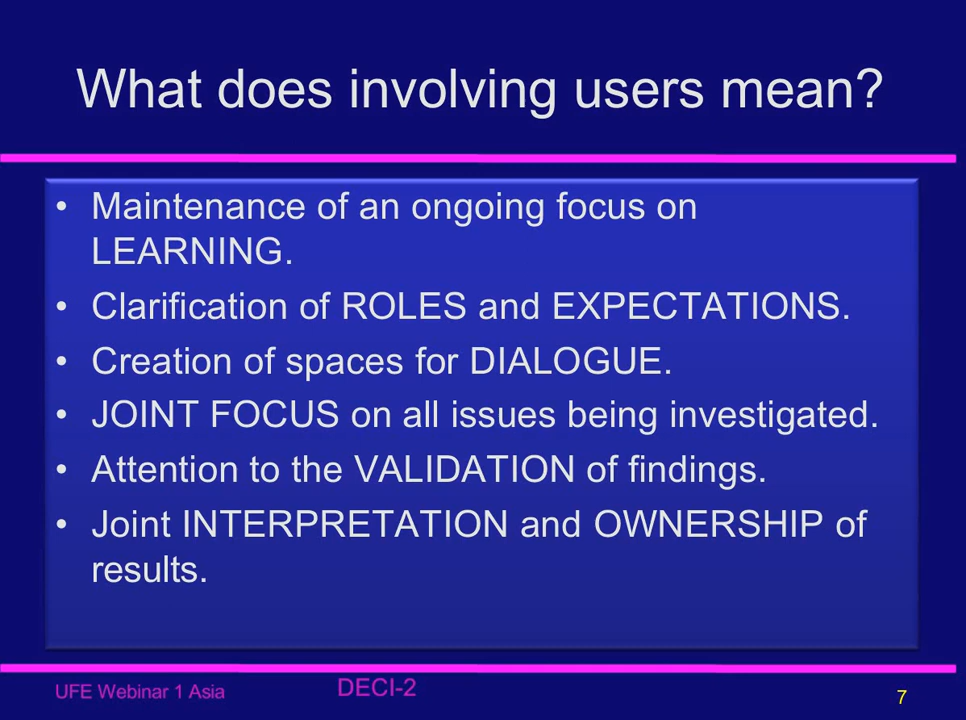 What does involving users mean?
• Maintenance of an ongoing focus on
LEARNING.
• Clarification of ROLES and EXPECTATIONS.
• Creation of spaces for DIALOGUE.
• JOINT FOCUS on all issues being investigated.
• Attention to the VALIDATION of findings.
• Joint INTERPRETATION and OWNERSHIP of
results.
UFE Webinar 1 Asia DECI-2 7